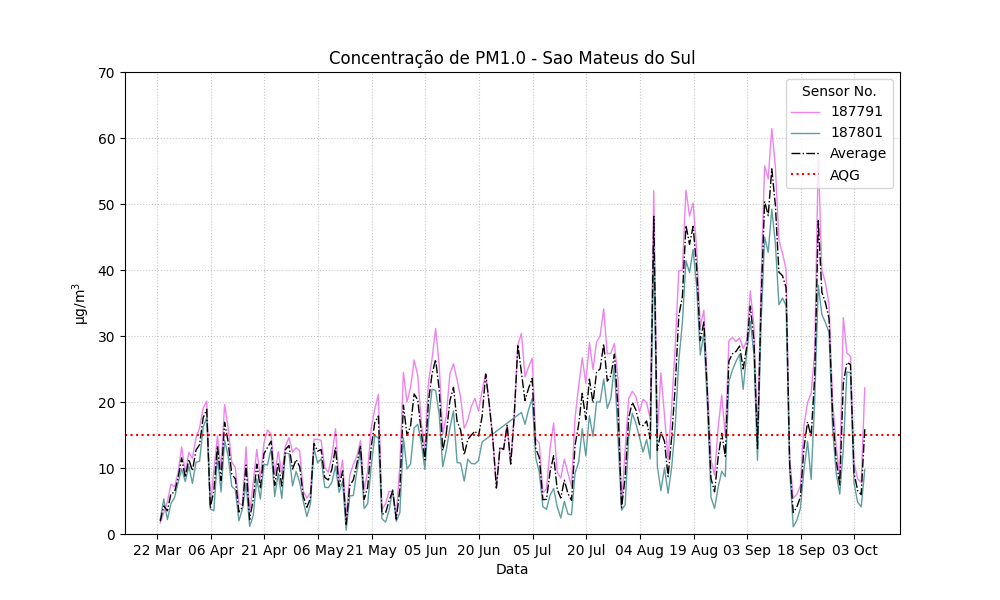 Concentração de PM1.0 - Sao Mateus do Sul
Sensor No.
187791
187801
Average
AQG
70
60
50
40
30
20
10
0
µg/m³
22 Mar 06 Apr 21 Apr 06 May 21 May 05 Jun 20 Jun 05 Jul 20 Jul 04 Aug 19 Aug 03 Sep 18 Sep 03 Oct
Data